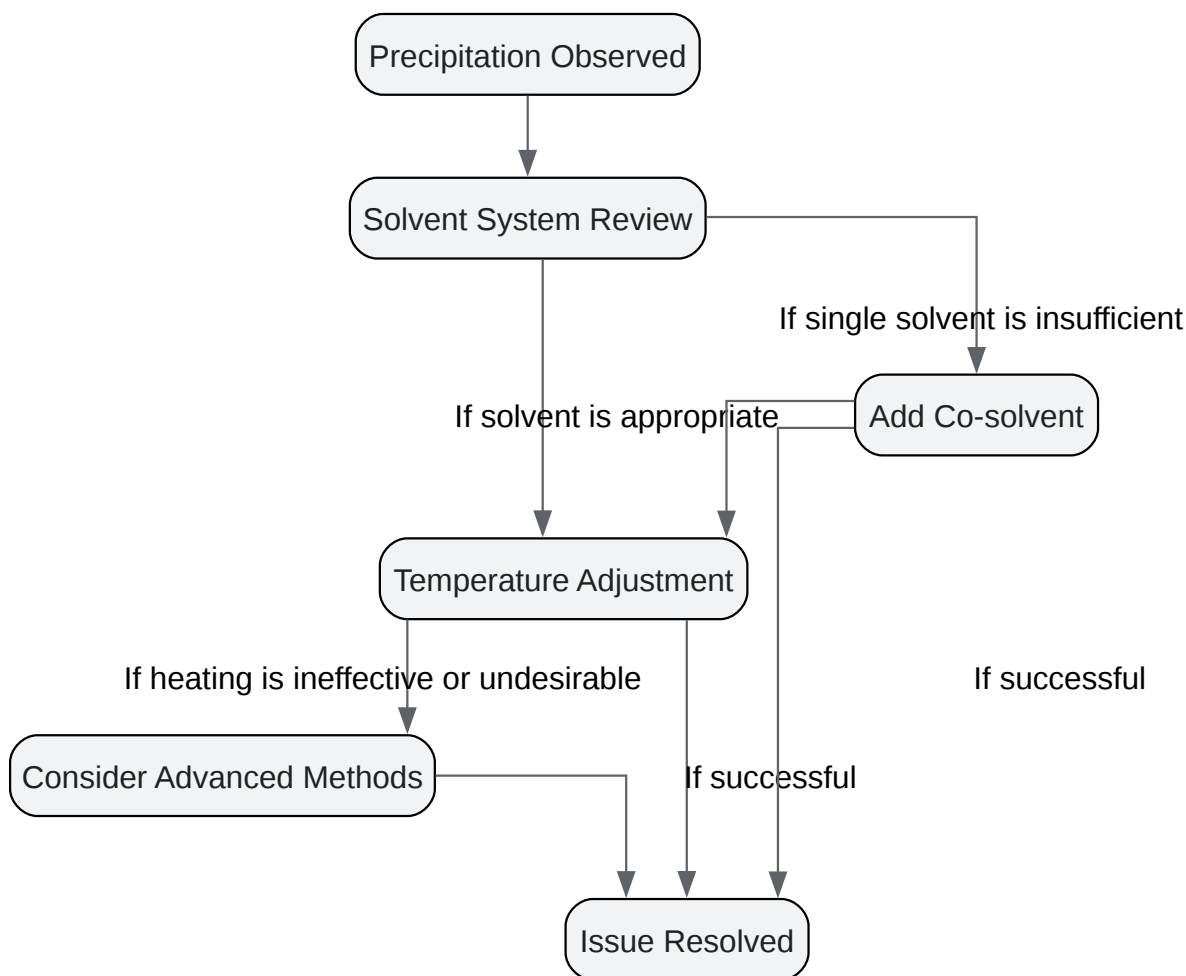 Precipitation Observed
Solvent System Review
If single solvent is insufficient
If solvent is appropriate
Add Co-solvent
Temperature Adjustment
If heating is ineffective or undesirable
If successful
Consider Advanced Methods
If successful
Issue Resolved